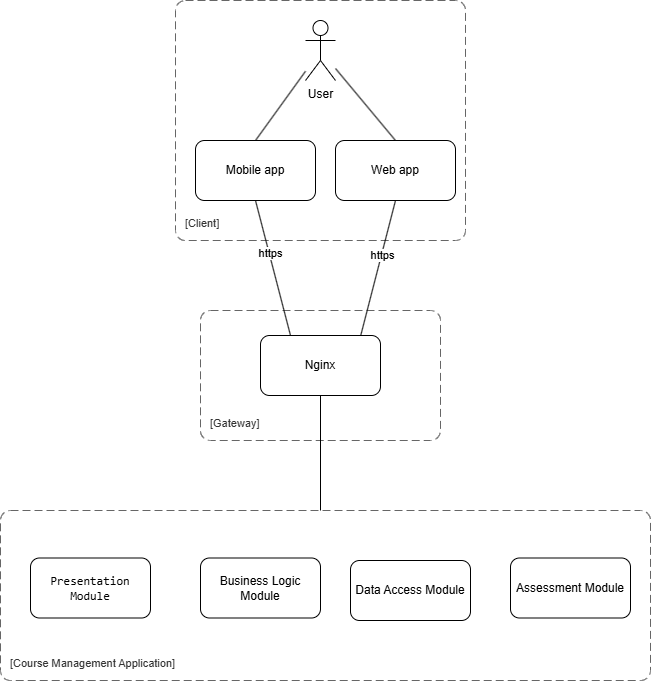 User
Mobile app
Web app
[Client]
https
https
Nginx
[Gateway]
Presentation
Module
Business Logic
Module
Data Access Module
Assessment Module
[Course Management Application]